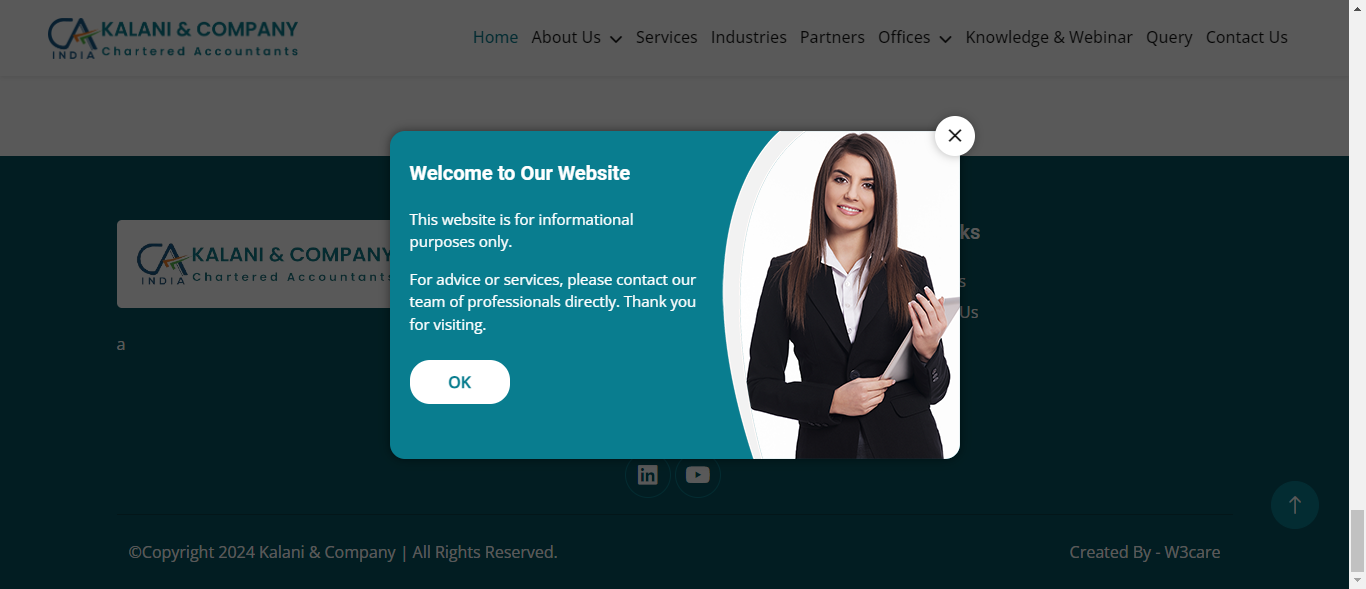 CA INDIA KALANI & COMPANY
Chartered Accountants
Home About Us Services Industries Partners Offices Knowledge & Webinar Query Contact Us
Welcome to Our Website
This website is for informational
purposes only.
For advice or services, please contact our
team of professionals directly. Thank you
for visiting.
OK
CA INDIA KALANI & COMPANY
Chartered Accountants
a
ks
s
Us
in
©Copyright 2024 Kalani & Company | All Rights Reserved.
Created By - W3care